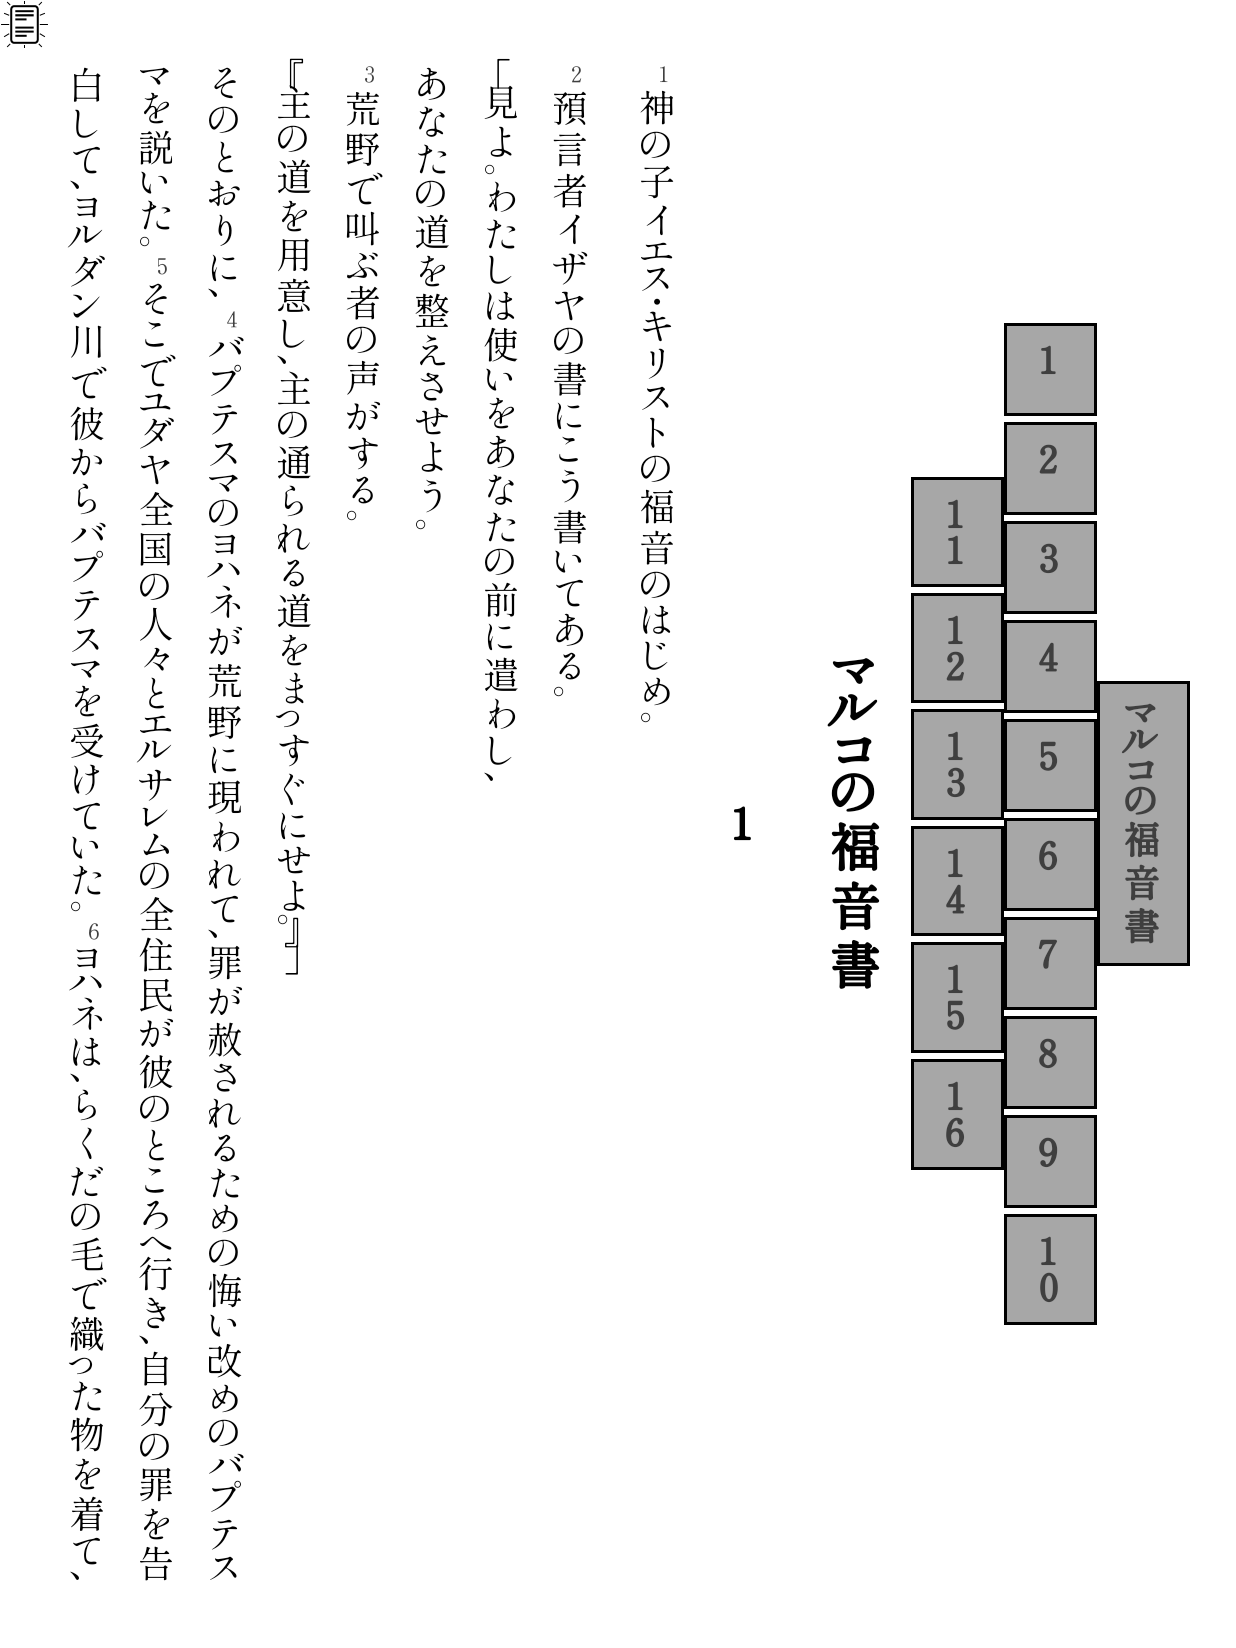 マルコの福音書
1
2
3
4
5
6
7
8
9
10
11
12
13
14
15
16
マルコの福音書
1
1神の子イエス・キリストの福音のはじめ。
2預言者イザヤの書にこう書いてある。
「見よ。わたしは使いをあなたの前に遣わし、
あなたの道を整えさせよう。
3荒野で叫ぶ者の声がする。
『主の道を用意し、主の通られる道をまっすぐにせよ。』」
そのとおりに、4バプテスマのヨハネが荒野に現われて、罪が赦されるための悔い改めのバプテス
マを説いた。5そこでユダヤ全国の人々とエルサレムの全住民が彼のところへ行き、自分の罪を告
白して、ヨルダン川で彼からバプテスマを受けていた。6ヨハネは、らくだの毛で織った物を着て、